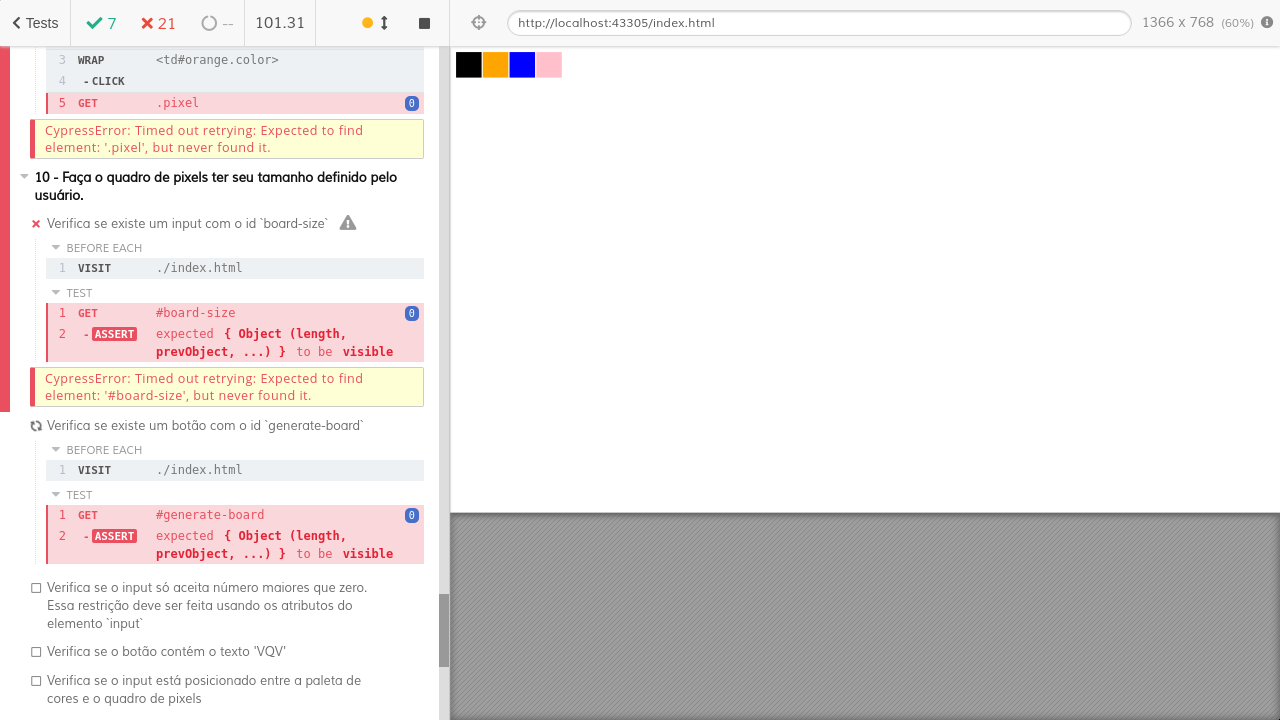 Tests 7 21 -- 101.31 http://localhost:43305/index.html 1366 x 768 (60%)
3 WRAP <td#orange.color>
4 - CLICK
5 GET .pixel 0
CypressError: Timed out retrying: Expected to find
element: '.pixel', but never found it.
10 - Faça o quadro de pixels ter seu tamanho definido pelo
usuário.
Verifica se existe um input com o id `board-size`
BEFORE EACH
1 VISIT ./index.html
TEST
1 GET #board-size 0
2 - ASSERT expected { Object (length,
prevObject, ...) } to be visible
CypressError: Timed out retrying: Expected to find
element: '#board-size', but never found it.
Verifica se existe um botão com o id `generate-board`
BEFORE EACH
1 VISIT ./index.html
TEST
1 GET #generate-board 0
2 - ASSERT expected { Object (length,
prevObject, ...) } to be visible
Verifica se o input só aceita número maiores que zero.
Essa restrição deve ser feita usando os atributos do
elemento `input`
Verifica se o botão contém o texto 'VQV'
Verifica se o input está posicionado entre a paleta de
cores e o quadro de pixels